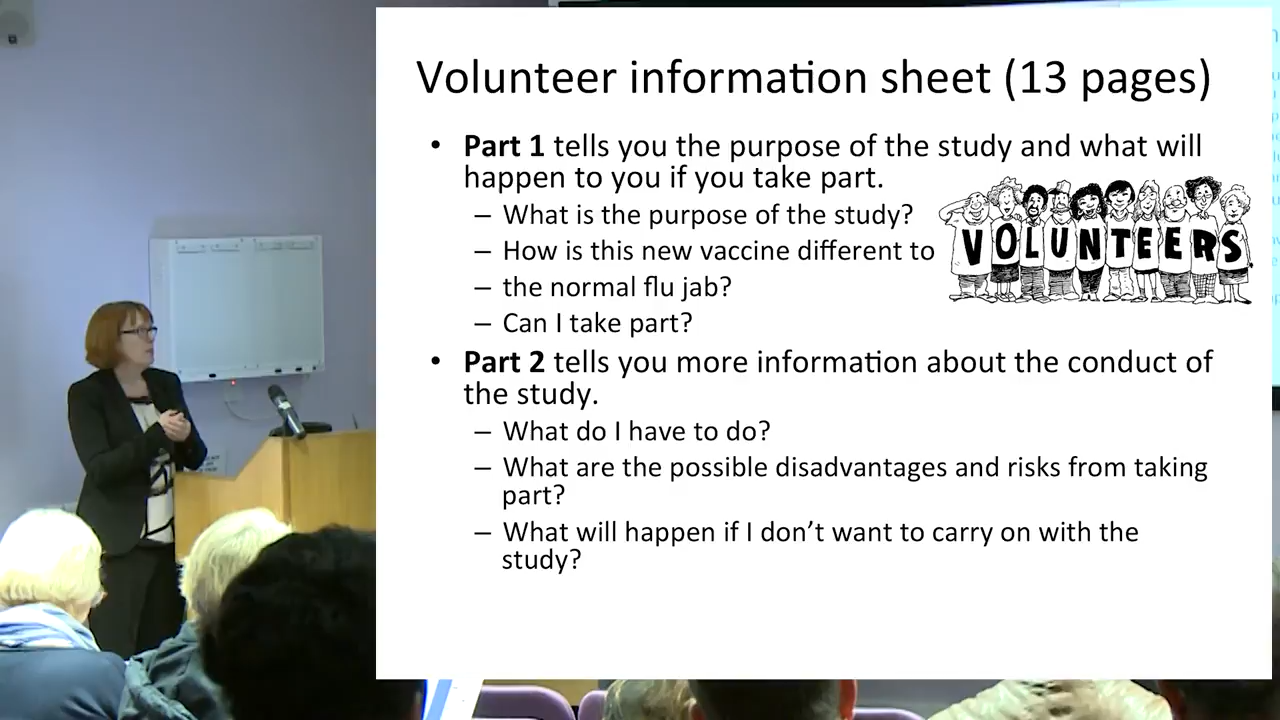 Volunteer information sheet (13 pages)
• Part 1 tells you the purpose of the study and what will
happen to you if you take part.
– What is the purpose of the study?
– How is this new vaccine different to
– the normal flu jab?
– Can I take part?
VOLUNTEERS
• Part 2 tells you more information about the conduct of
the study.
– What do I have to do?
– What are the possible disadvantages and risks from taking
part?
– What will happen if I don’t want to carry on with the
study?